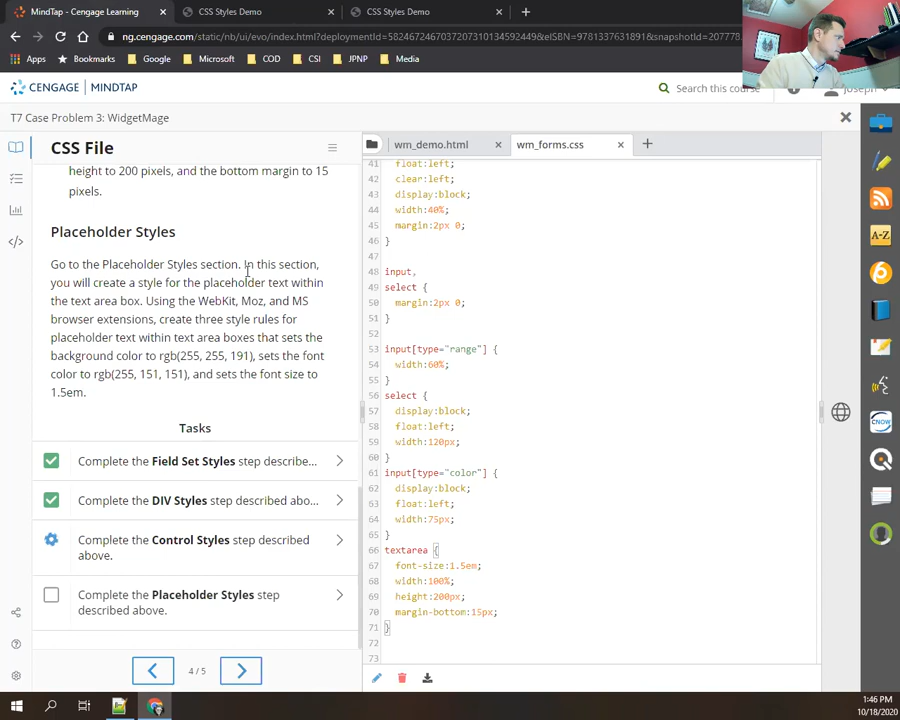 MindTap - Cengage Learning
CSS Styles Demo
CSS Styles Demo
ng.cengage.com/static/nb/ui/evo/index.html?deploymentId=5824672467037207310134592449&eISBN=9781337631891&snapshotId=207778
Apps
Bookmarks
Google
Microsoft
COD
CSI
JPNP
Media
CENGAGE | MINDTAP
Search this course
T7 Case Problem 3: WidgetMage
CSS File
height to 200 pixels, and the bottom margin to 15
pixels.
Placeholder Styles
Go to the Placeholder Styles section. In this section,
you will create a style for the placeholder text within
the text area box. Using the WebKit, Moz, and MS
browser extensions, create three style rules for
placeholder text within text area boxes that sets the
background color to rgb(255, 255, 191), sets the font
color to rgb(255, 151, 151), and sets the font size to
1.5em.
Tasks
Complete the Field Set Styles step describe...
Complete the DIV Styles step described abo...
Complete the Control Styles step described
above.
Complete the Placeholder Styles step
described above.
4 / 5
wm_demo.html
wm_forms.css
41 float:left;
42 clear:left;
43 display:block;
44 width:40%;
45 margin:2px 0;
46 }
47
48 input,
49 select {
50 margin:2px 0;
51 }
52
53 input[type="range"] {
54 width:60%;
55 }
56 select {
57 display:block;
58 float:left;
59 width:120px;
60 }
61 input[type="color"] {
62 display:block;
63 float:left;
64 width:75px;
65 }
66 textarea {
67 font-size:1.5em;
68 width:100%;
69 height:200px;
70 margin-bottom:15px;
71 }
72
73
A-Z
CNOW
1:46 PM
10/18/2020